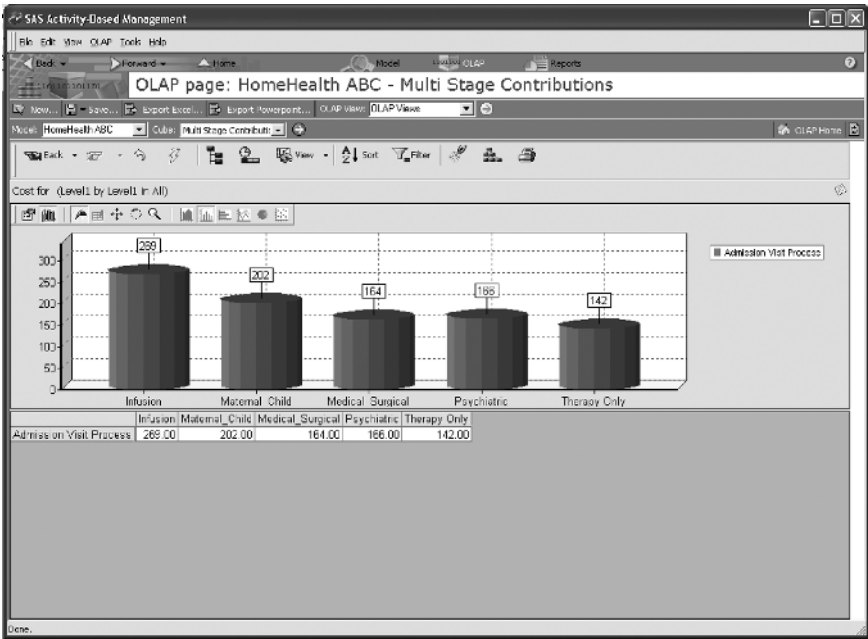 SAS Activity-Based Management
File Edit View OLAP Tools Help
Back Forward Home Model OLAP Reports
OLAP page: HomeHealth ABC - Multi Stage Contributions
New... Save... Export Excel... Export Powerpoint... OLAP View: OLAP Views
Model: HomeHealth ABC Cube: Multi Stage Contributi: OLAP Home
Back View Sort Filter
Cost for (Level1 by Level1 in All)
269
202
164
166
142
Admission Visit Process
300
250
200
150
100
50
0
Infusion Maternal_Child Medical_Surgical Psychiatric Therapy Only
Infusion Maternal_Child Medical_Surgical Psychiatric Therapy Only
Admission Visit Process 269.00 202.00 164.00 166.00 142.00
Done.